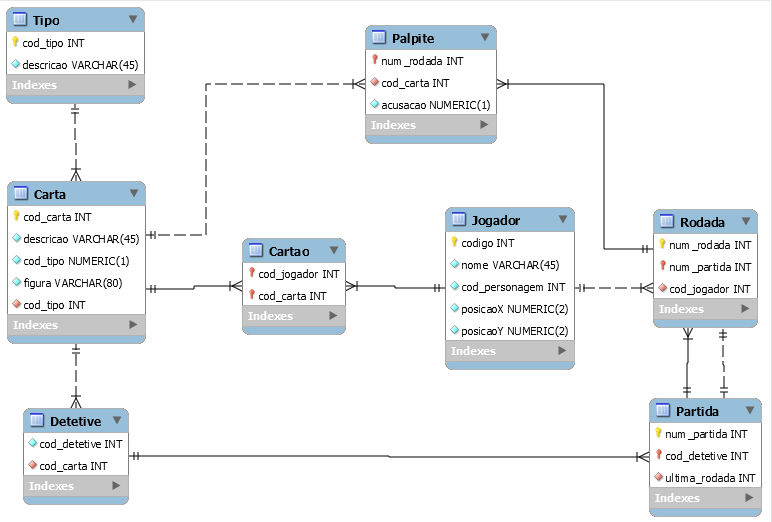 Tipo
cod_tipo INT
descricao VARCHAR(45)
Indexes
Palpite
num_rodada INT
cod_carta INT
acusacao NUMERIC(1)
Indexes
Carta
cod_carta INT
descricao VARCHAR(45)
cod_tipo NUMERIC(1)
figura VARCHAR(80)
cod_tipo INT
Indexes
Cartao
cod_jogador INT
cod_carta INT
Indexes
Jogador
codigo INT
nome VARCHAR(45)
cod_personagem INT
posicaoX NUMERIC(2)
posicaoY NUMERIC(2)
Indexes
Rodada
num_rodada INT
num_partida INT
cod_jogador INT
Indexes
Detetive
cod_detetive INT
cod_carta INT
Indexes
Partida
num_partida INT
cod_detetive INT
ultima_rodada INT
Indexes